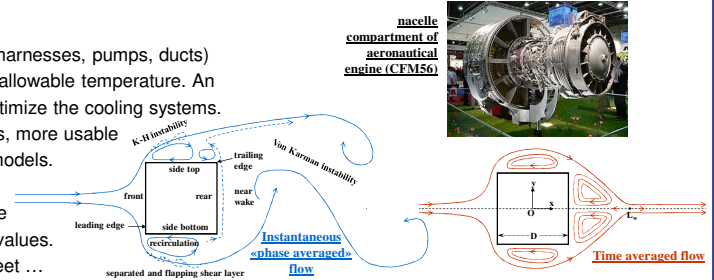 harnesses, pumps, ducts)
allowable temperature. An
timize the cooling systems.
s, more usable
models.
e
values.
eet …
nacelle
compartment of
aeronautical
engine (CFM56)
K-H instability
Von Karman instability
trailing
edge
side top
front
rear
near
wake
leading edge
side bottom
recirculation
separated and flapping shear layer
Instantaneous
«phase averaged»
flow
y
x
O
D
Lw
Time averaged flow